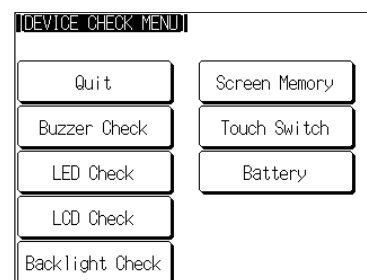 [DEVICE CHECK MENU]
Quit
Screen Memory
Buzzer Check
Touch Switch
LED Check
Battery
LCD Check
Backlight Check